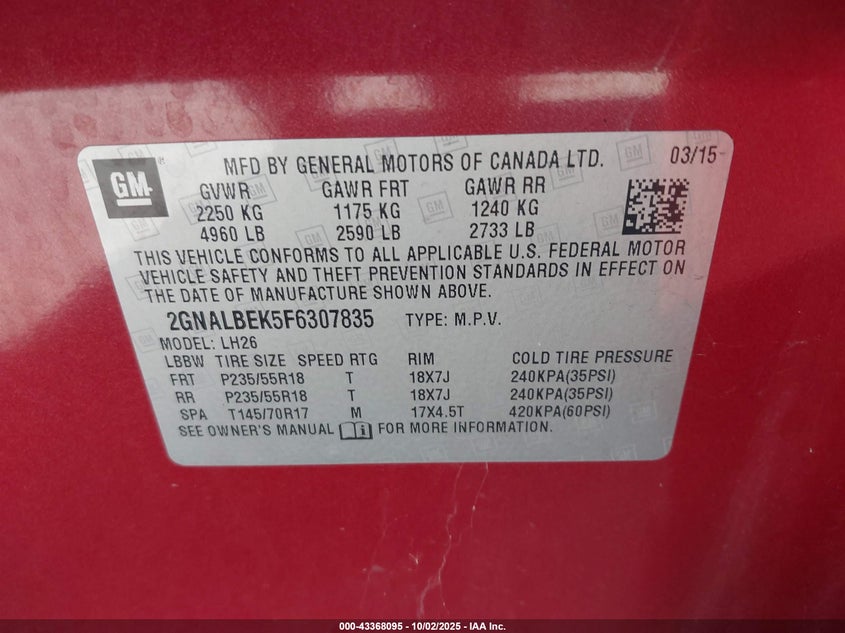 GM
MFD BY GENERAL MOTORS OF CANADA LTD. 03/15
GVWR GAWR FRT GAWR RR
2250 KG 1175 KG 1240 KG
4960 LB 2590 LB 2733 LB
THIS VEHICLE CONFORMS TO ALL APPLICABLE U.S. FEDERAL MOTOR
VEHICLE SAFETY AND THEFT PREVENTION STANDARDS IN EFFECT ON
THE DATE OF MANUFACTURE SHOWN ABOVE.
2GNALBEK5F6307835 TYPE: M.P.V.
MODEL: LH26
LBBW TIRE SIZE SPEED RTG RIM COLD TIRE PRESSURE
FRT P235/55R18 T 18X7J 240KPA(35PSI)
RR P235/55R18 T 18X7J 240KPA(35PSI)
SPA T145/70R17 M 17X4.5T 420KPA(60PSI)
SEE OWNER'S MANUAL FOR MORE INFORMATION.
000-43368095 - 10/02/2025 - IAA Inc.